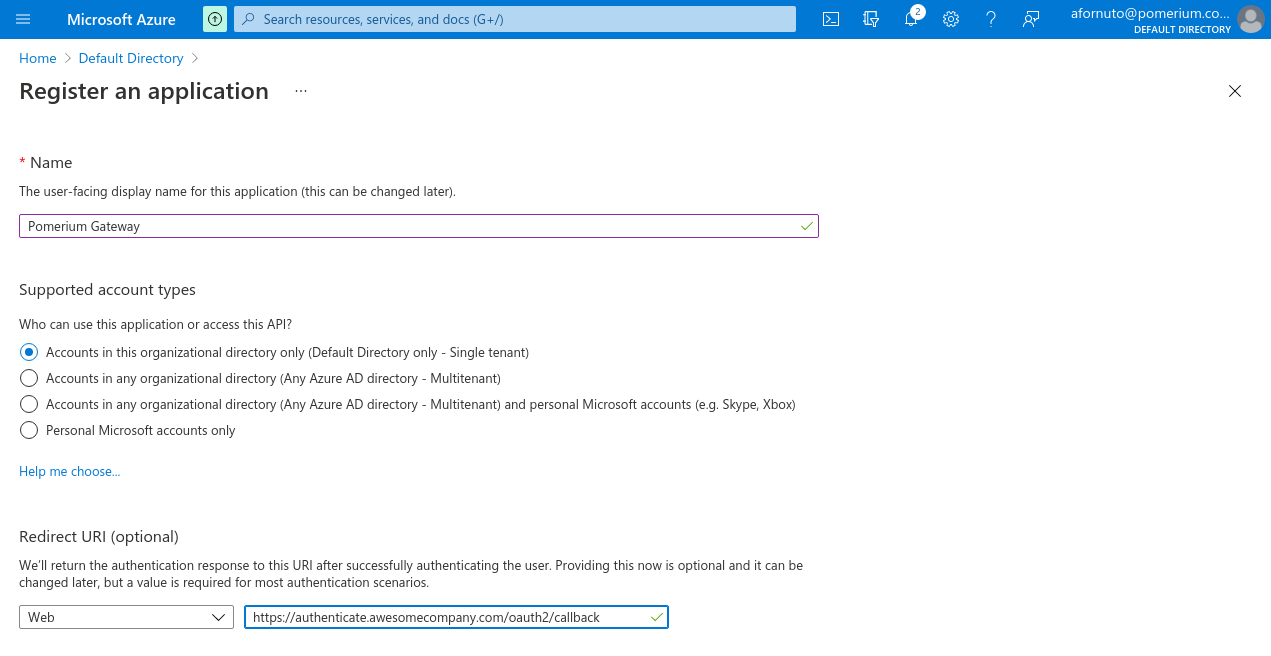 Microsoft Azure
Search resources, services, and docs (G+/)
2
afornuto@pomerium.co...
DEFAULT DIRECTORY
Home > Default Directory >
Register an application ...
* Name
The user-facing display name for this application (this can be changed later).
Pomerium Gateway
Supported account types
Who can use this application or access this API?
Accounts in this organizational directory only (Default Directory only - Single tenant)
Accounts in any organizational directory (Any Azure AD directory - Multitenant)
Accounts in any organizational directory (Any Azure AD directory - Multitenant) and personal Microsoft accounts (e.g. Skype, Xbox)
Personal Microsoft accounts only
Help me choose...
Redirect URI (optional)
We'll return the authentication response to this URI after successfully authenticating the user. Providing this now is optional and it can be
changed later, but a value is required for most authentication scenarios.
Web
https://authenticate.awesomecompany.com/oauth2/callback